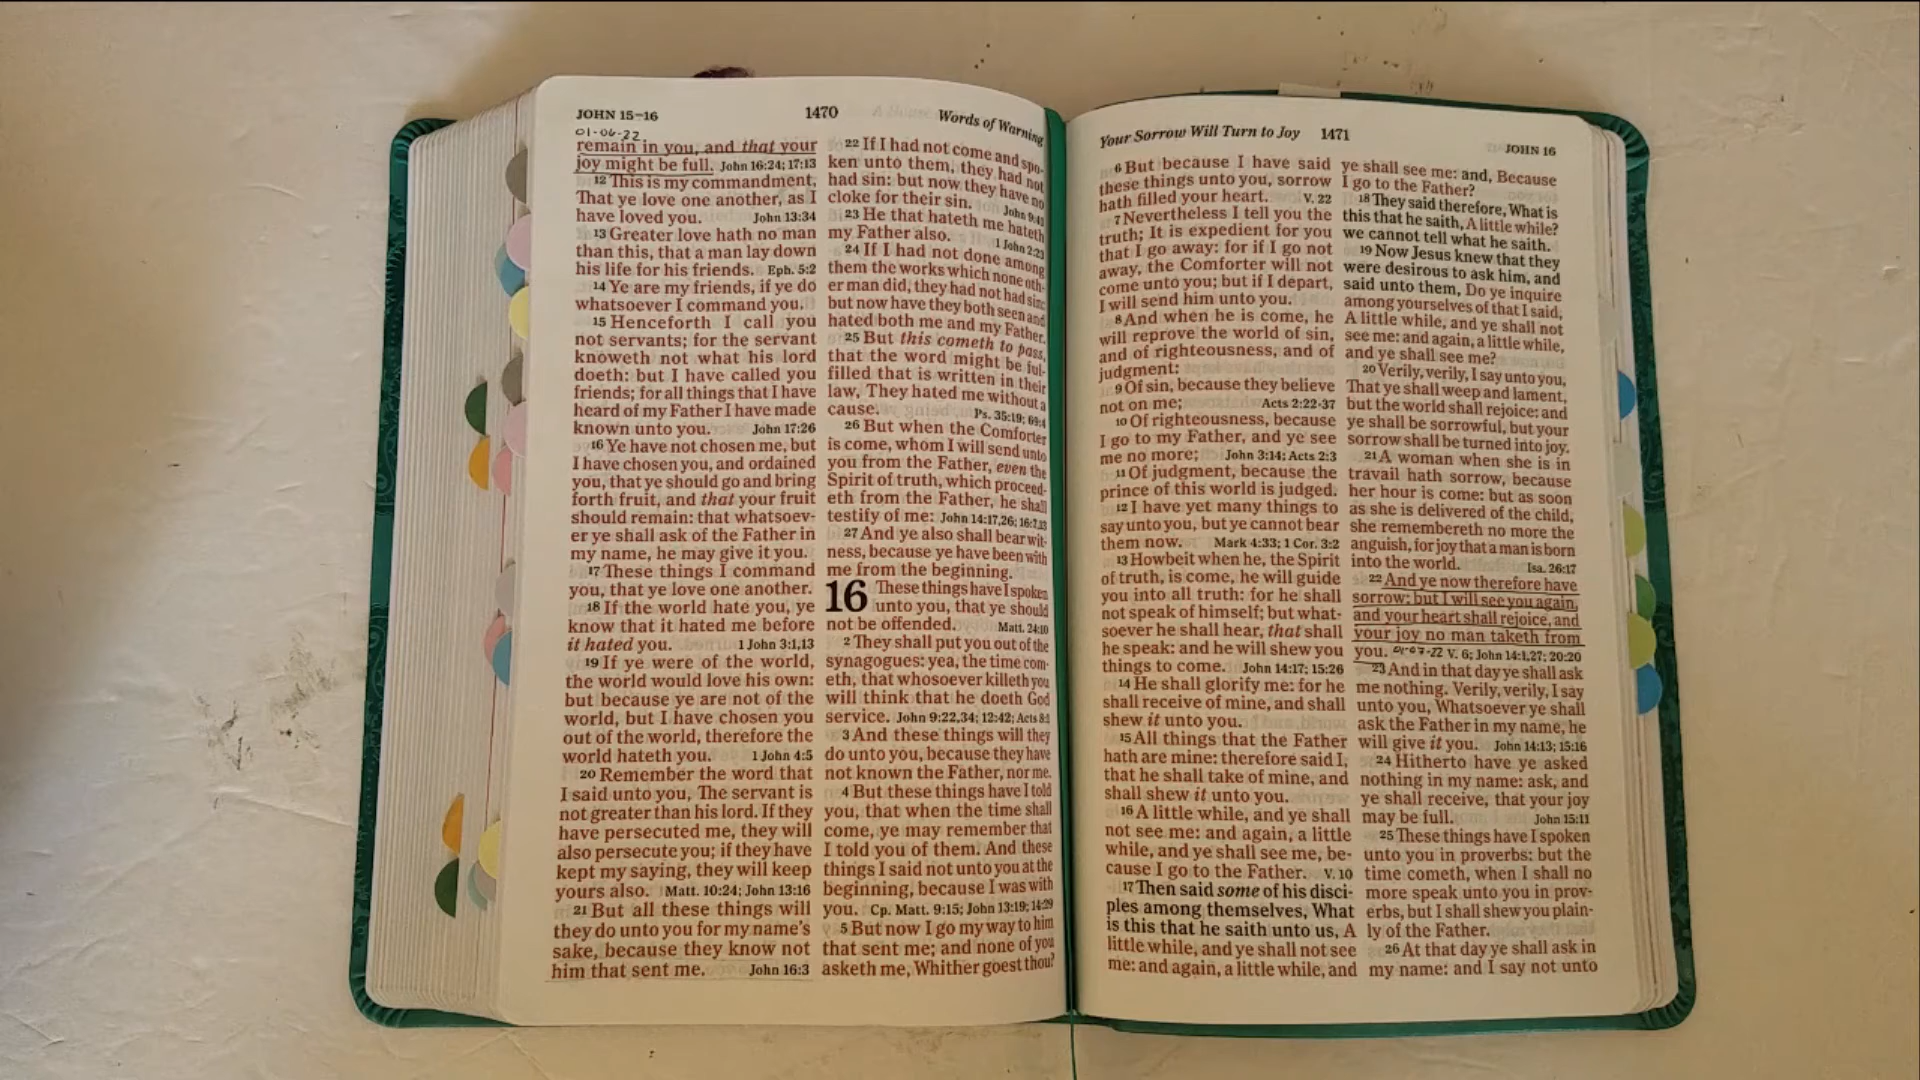 JOHN 15–16
1470
Words of Warning
01-06-22
remain in you, and that your
joy might be full. John 16:24; 17:13
12 This is my commandment,
That ye love one another, as I
have loved you. John 13:34
13 Greater love hath no man
than this, that a man lay down
his life for his friends. Eph. 5:2
14 Ye are my friends, if ye do
whatsoever I command you.
15 Henceforth I call you
not servants; for the servant
knoweth not what his lord
doeth: but I have called you
friends; for all things that I have
heard of my Father I have made
known unto you. John 17:26
16 Ye have not chosen me, but
I have chosen you, and ordained
you, that ye should go and bring
forth fruit, and that your fruit
should remain: that whatsoev-
er ye shall ask of the Father in
my name, he may give it you.
17 These things I command
you, that ye love one another.
18 If the world hate you, ye
know that it hated me before
it hated you. 1 John 3:1,13
19 If ye were of the world,
the world would love his own:
but because ye are not of the
world, but I have chosen you
out of the world, therefore the
world hateth you. 1 John 4:5
20 Remember the word that
I said unto you, The servant is
not greater than his lord. If they
have persecuted me, they will
also persecute you; if they have
kept my saying, they will keep
yours also. Matt. 10:24; John 13:16
21 But all these things will
they do unto you for my name's
sake, because they know not
him that sent me. John 16:3
22 If I had not come and spo-
ken unto them, they had not
had sin: but now they have no
cloke for their sin. John 9:41
23 He that hateth me hateth
my Father also. 1 John 2:23
24 If I had not done among
them the works which none oth-
er man did, they had not had sin:
but now have they both seen and
hated both me and my Father.
25 But this cometh to pass,
that the word might be ful-
filled that is written in their
law, They hated me without a
cause. Ps. 35:19; 69:4
26 But when the Comforter
is come, whom I will send unto
you from the Father, even the
Spirit of truth, which proceed-
eth from the Father, he shall
testify of me: John 14:17,26; 16:7,13
27 And ye also shall bear wit-
ness, because ye have been with
me from the beginning.
16 These things have I spoken
unto you, that ye should
not be offended. Matt. 24:10
2 They shall put you out of the
synagogues: yea, the time com-
eth, that whosoever killeth you
will think that he doeth God
service. John 9:22,34; 12:42; Acts 8:1
3 And these things will they
do unto you, because they have
not known the Father, nor me.
4 But these things have I told
you, that when the time shall
come, ye may remember that
I told you of them. And these
things I said not unto you at the
beginning, because I was with
you. Cp. Matt. 9:15; John 13:19; 14:29
5 But now I go my way to him
that sent me; and none of you
asketh me, Whither goest thou?
Your Sorrow Will Turn to Joy
1471
JOHN 16
6 But because I have said
these things unto you, sorrow
hath filled your heart. V. 22
7 Nevertheless I tell you the
truth; It is expedient for you
that I go away: for if I go not
away, the Comforter will not
come unto you; but if I depart,
I will send him unto you.
8 And when he is come, he
will reprove the world of sin,
and of righteousness, and of
judgment:
9 Of sin, because they believe
not on me; Acts 2:22-37
10 Of righteousness, because
I go to my Father, and ye see
me no more; John 3:14; Acts 2:3
11 Of judgment, because the
prince of this world is judged.
12 I have yet many things to
say unto you, but ye cannot bear
them now. Mark 4:33; 1 Cor. 3:2
13 Howbeit when he, the Spirit
of truth, is come, he will guide
you into all truth: for he shall
not speak of himself; but what-
soever he shall hear, that shall
he speak: and he will shew you
things to come. John 14:17; 15:26
14 He shall glorify me: for he
shall receive of mine, and shall
shew it unto you.
15 All things that the Father
hath are mine: therefore said I,
that he shall take of mine, and
shall shew it unto you.
16 A little while, and ye shall
not see me: and again, a little
while, and ye shall see me, be-
cause I go to the Father. V. 10
17 Then said some of his disci-
ples among themselves, What
is this that he saith unto us, A
little while, and ye shall not see
me: and again, a little while, and
ye shall see me: and, Because
I go to the Father?
18 They said therefore, What is
this that he saith, A little while?
we cannot tell what he saith.
19 Now Jesus knew that they
were desirous to ask him, and
said unto them, Do ye inquire
among yourselves of that I said,
A little while, and ye shall not
see me: and again, a little while,
and ye shall see me?
20 Verily, verily, I say unto you,
That ye shall weep and lament,
but the world shall rejoice: and
ye shall be sorrowful, but your
sorrow shall be turned into joy.
21 A woman when she is in
travail hath sorrow, because
her hour is come: but as soon
as she is delivered of the child,
she remembereth no more the
anguish, for joy that a man is born
into the world. Isa. 26:17
22 And ye now therefore have
sorrow: but I will see you again,
and your heart shall rejoice, and
your joy no man taketh from
you. 01-07-22 V. 6; John 14:1,27; 20:20
23 And in that day ye shall ask
me nothing. Verily, verily, I say
unto you, Whatsoever ye shall
ask the Father in my name, he
will give it you. John 14:13; 15:16
24 Hitherto have ye asked
nothing in my name: ask, and
ye shall receive, that your joy
may be full. John 15:11
25 These things have I spoken
unto you in proverbs: but the
time cometh, when I shall no
more speak unto you in prov-
erbs, but I shall shew you plain-
ly of the Father.
26 At that day ye shall ask in
my name: and I say not unto